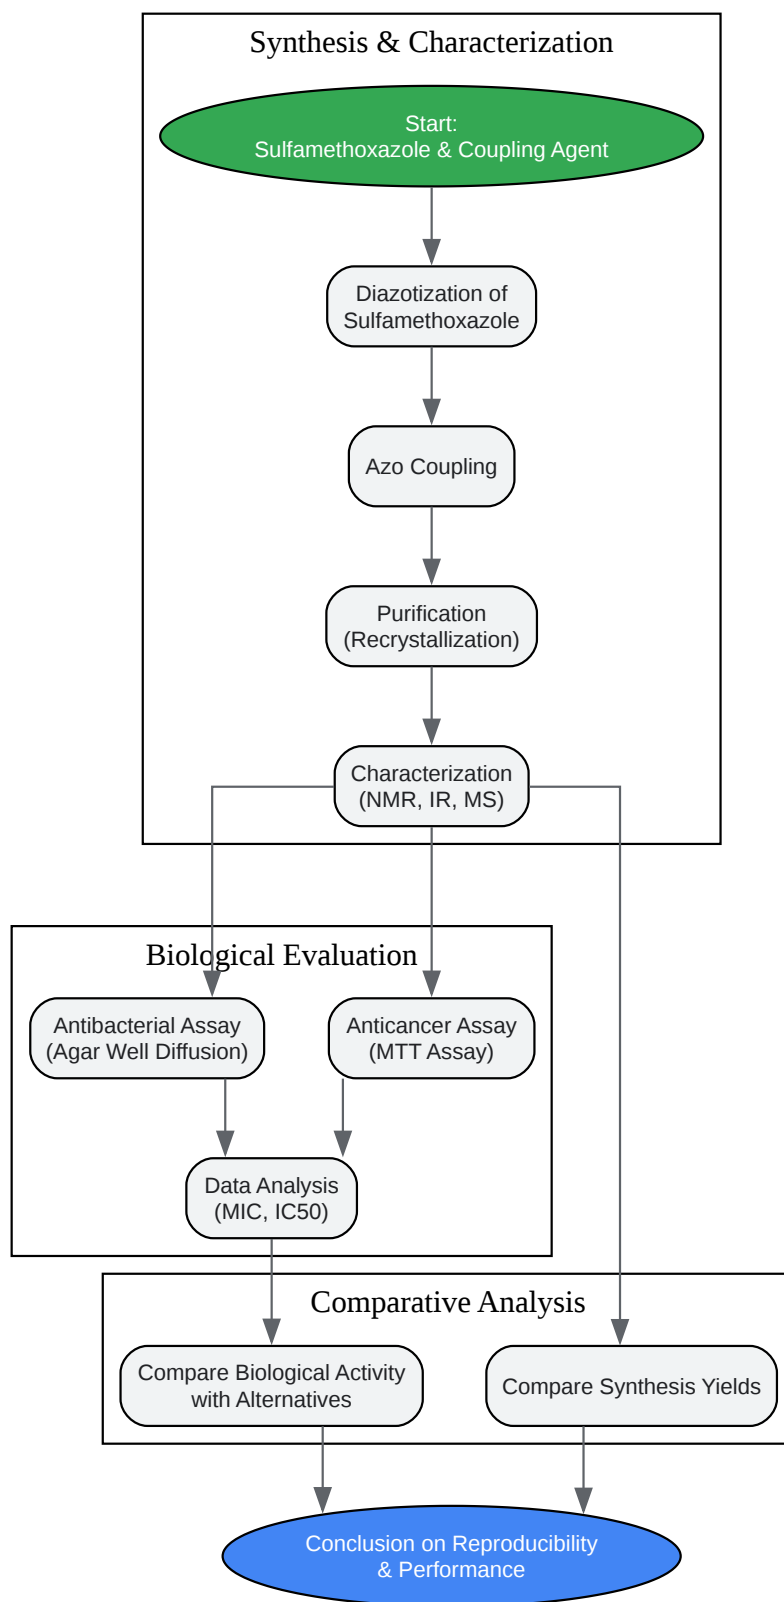 Synthesis & Characterization
Start:
Sulfamethoxazole & Coupling Agent
Diazotization of
Sulfamethoxazole
Azo Coupling
Purification
(Recrystallization)
Characterization
(NMR, IR, MS)
Biological Evaluation
Antibacterial Assay
(Agar Well Diffusion)
Anticancer Assay
(MTT Assay)
Data Analysis
(MIC, IC50)
Comparative Analysis
Compare Biological Activity
with Alternatives
Compare Synthesis Yields
Conclusion on Reproducibility
& Performance